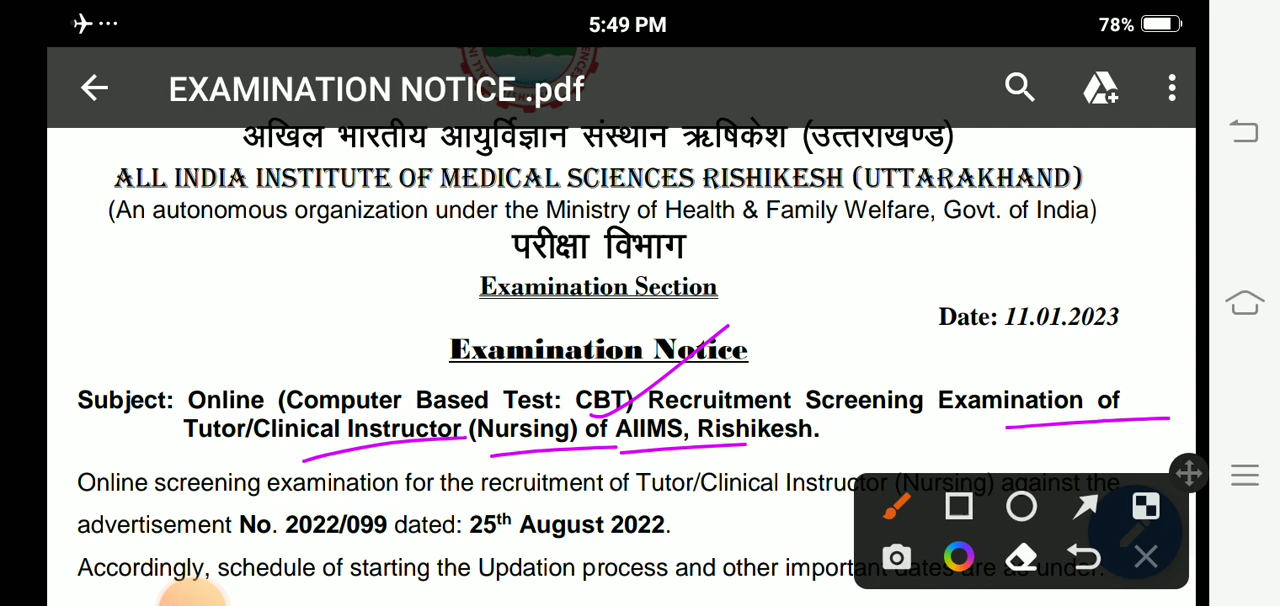 5:49 PM
78%
EXAMINATION NOTICE .pdf
अखिल भारतीय आयुर्विज्ञान संस्थान ऋषिकेश (उत्तराखण्ड)
ALL INDIA INSTITUTE OF MEDICAL SCIENCES RISHIKESH (UTTARAKHAND)
(An autonomous organization under the Ministry of Health & Family Welfare, Govt. of India)
परीक्षा विभाग
Examination Section
Date: 11.01.2023
Examination Notice
Subject: Online (Computer Based Test: CBT) Recruitment Screening Examination of
Tutor/Clinical Instructor (Nursing) of AIIMS, Rishikesh.
Online screening examination for the recruitment of Tutor/Clinical Instructor (Nursing) against the
advertisement No. 2022/099 dated: 25th August 2022.
Accordingly, schedule of starting the Updation process and other important dates are as under: